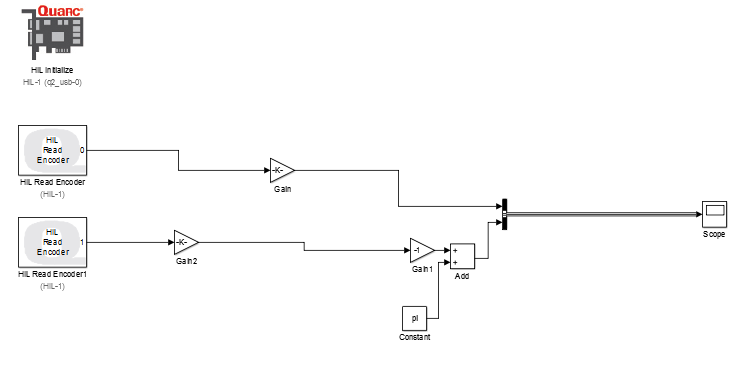 Quarc
HIL Initialize
HIL-1 (q2_usb-0)
HIL
Read
Encoder
0
HIL Read Encoder
(HIL-1)
-K-
Gain
HIL
Read
Encoder
1
HIL Read Encoder1
(HIL-1)
-K-
Gain2
-1
Gain1
+
+
Add
pi
Constant
Scope